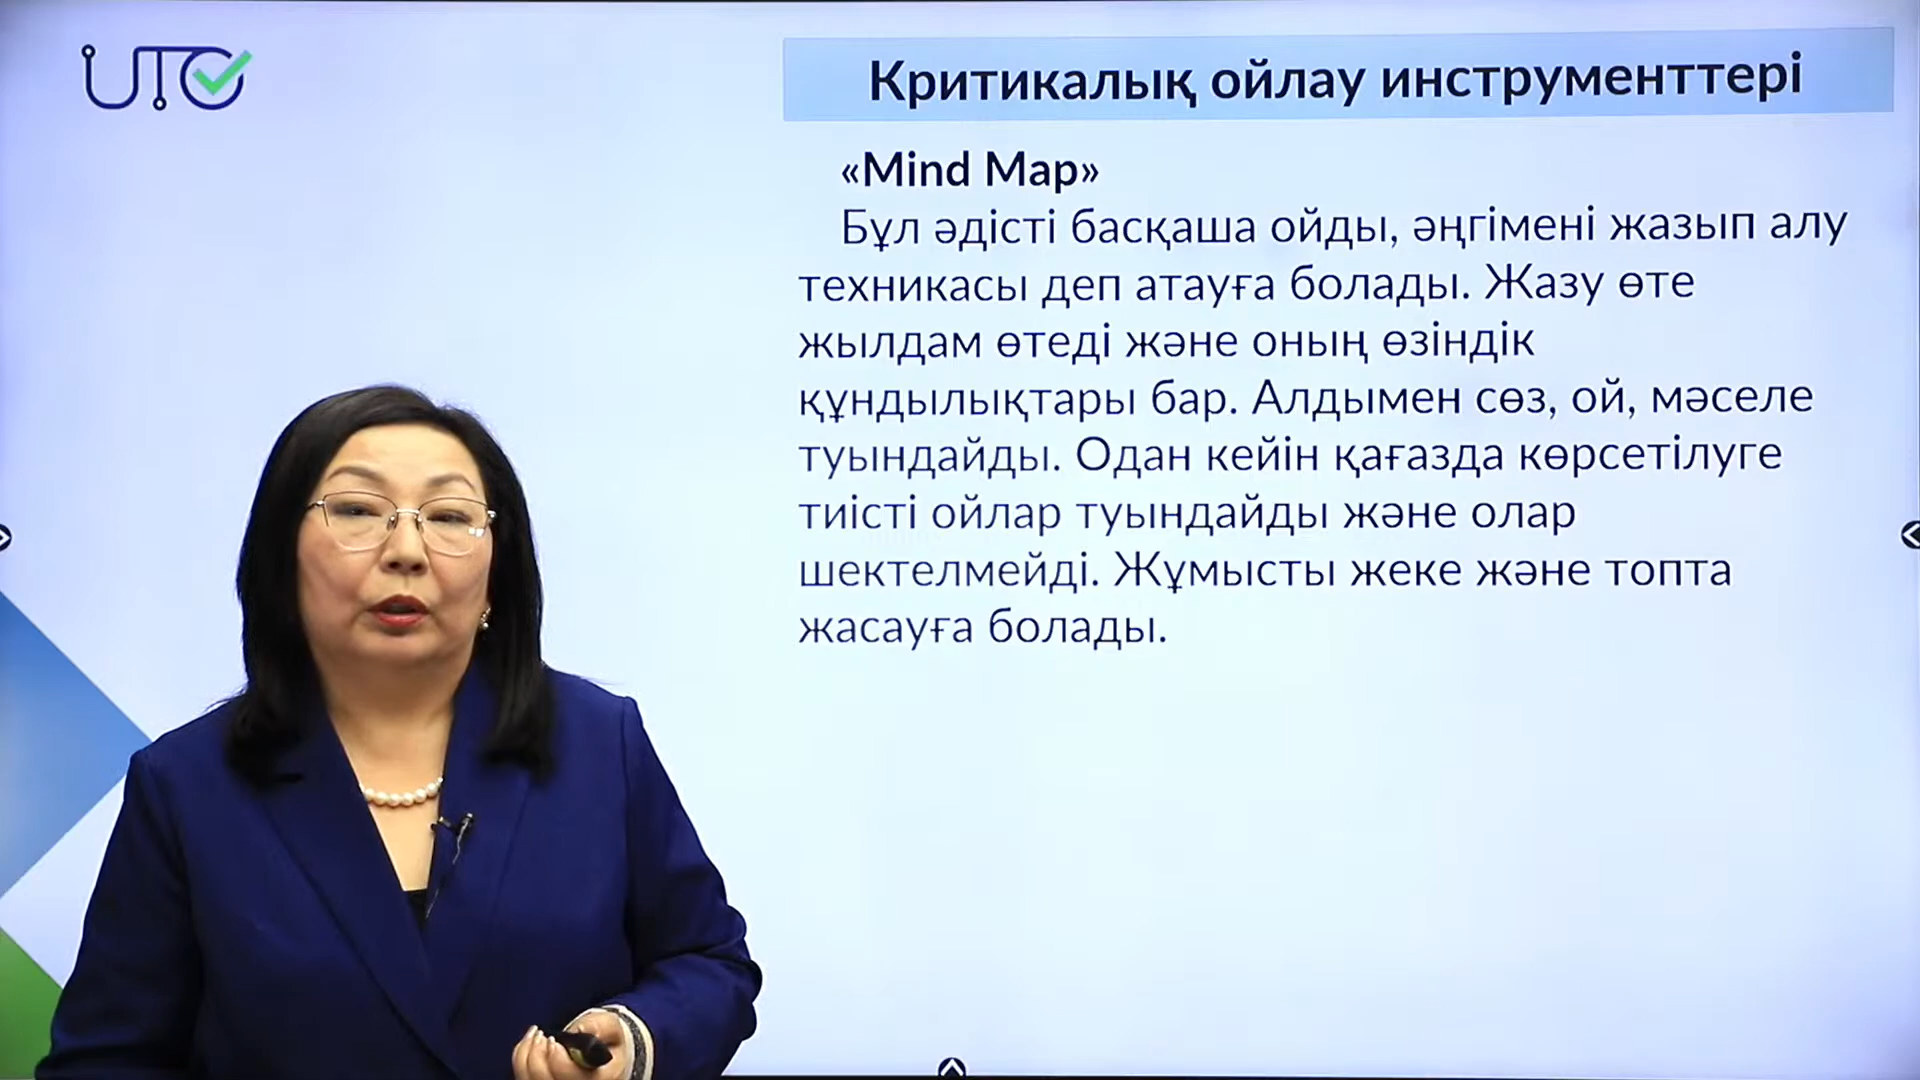 UTO
Критикалық ойлау инструменттері
«Mind Map»
Бұл әдісті басқаша ойды, әңгімені жазып алу
техникасы деп атауға болады. Жазу өте
жылдам өтеді және оның өзіндік
құндылықтары бар. Алдымен сөз, ой, мәселе
туындайды. Одан кейін қағазда көрсетілуге
тиісті ойлар туындайды және олар
шектелмейді. Жұмысты жеке және топта
жасауға болады.